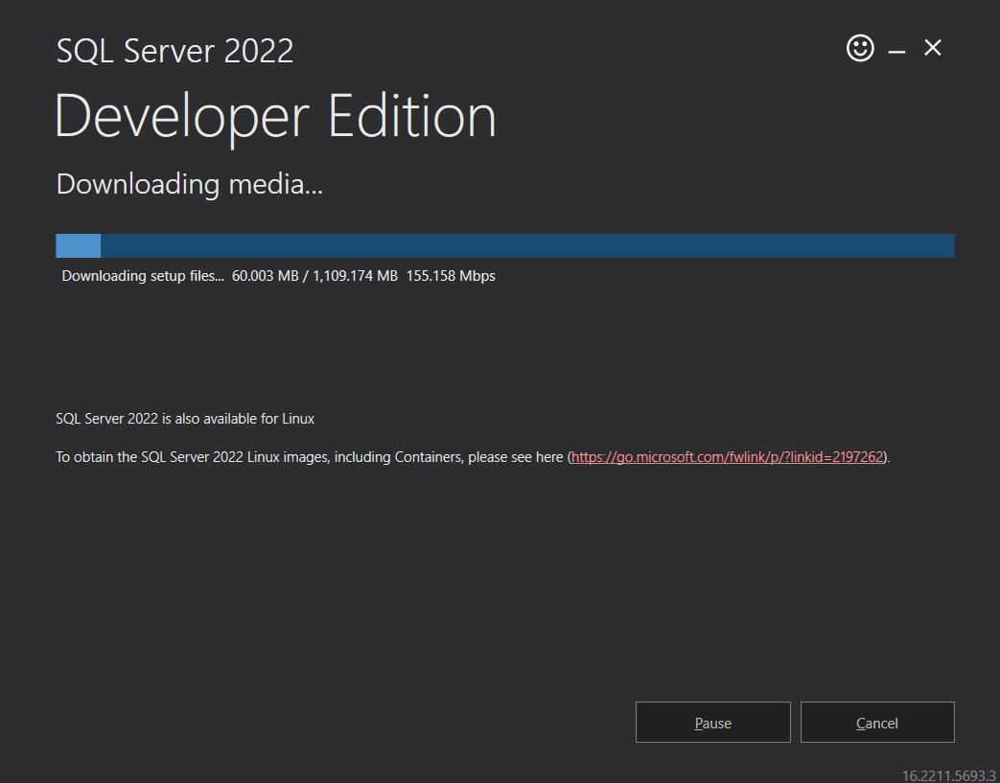 SQL Server 2022
Developer Edition
Downloading media...
Downloading setup files... 60.003 MB / 1,109.174 MB 155.158 Mbps
SQL Server 2022 is also available for Linux
To obtain the SQL Server 2022 Linux images, including Containers, please see here (https://go.microsoft.com/fwlink/p/?linkid=2197262).
Pause
Cancel
16.2211.5693.3